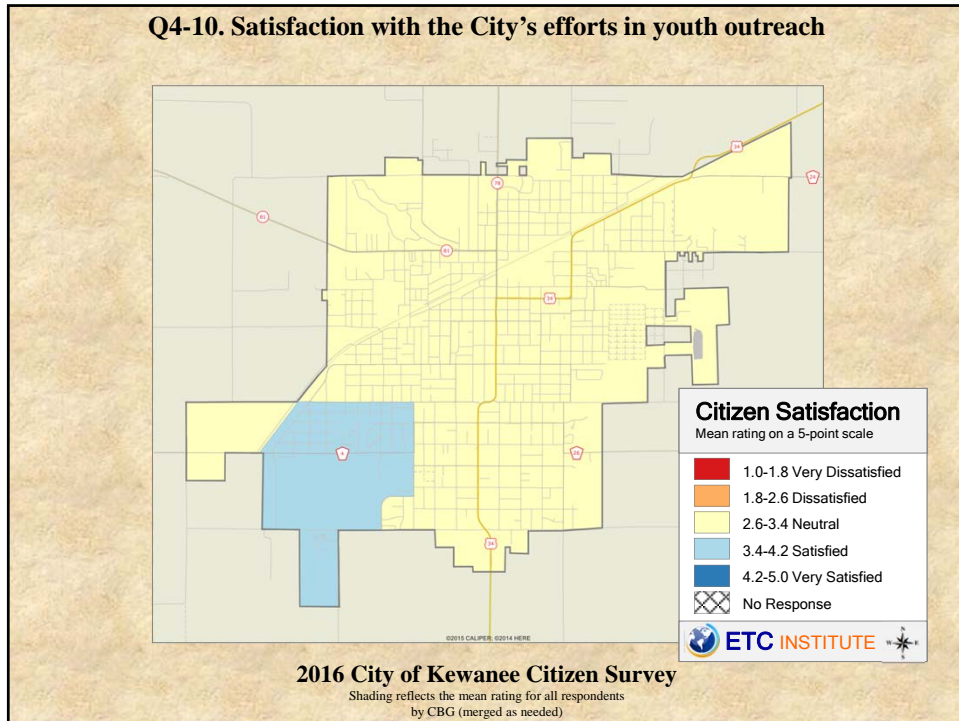 Q4-10. Satisfaction with the City's efforts in youth outreach
34
24
78
81
81
34
4
26
34
Citizen Satisfaction
Mean rating on a 5-point scale
1.0-1.8 Very Dissatisfied
1.8-2.6 Dissatisfied
2.6-3.4 Neutral
3.4-4.2 Satisfied
4.2-5.0 Very Satisfied
No Response
ETC INSTITUTE
N
W
E
S
©2015 CALIPER; ©2014 HERE
2016 City of Kewanee Citizen Survey
Shading reflects the mean rating for all respondents
by CBG (merged as needed)